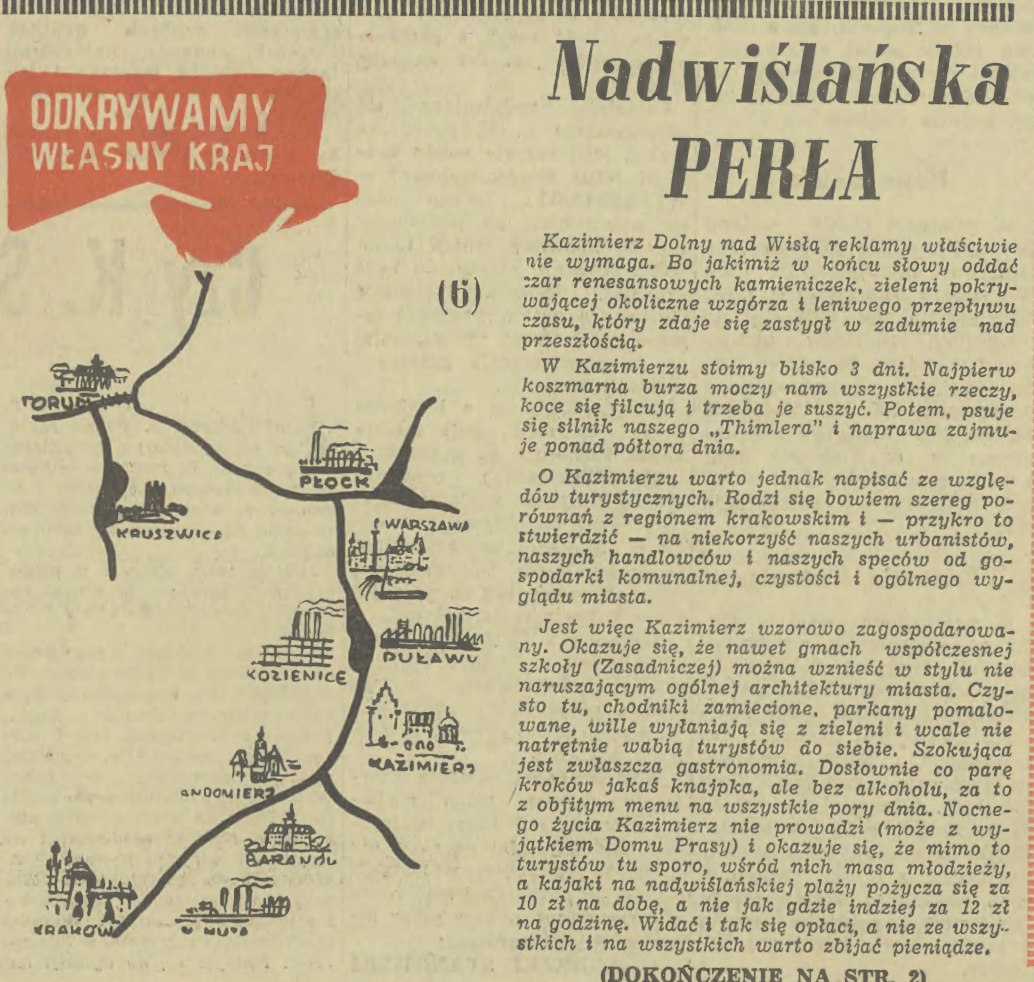 ODKRYWAMY
WŁASNY KRAJ
(6)
TORUŃ
PŁOCK
KRUSZWICA
WARSZAWA
PUŁAWY
KOZIENICE
KAZIMIERZ
ANDOMIERZ
BARANÓW
KRAKÓW
N. HUTA
Nadwiślańska
PERŁA
Kazimierz Dolny nad Wisłą reklamy właściwie
nie wymaga. Bo jakimiż w końcu słowy oddać
czar renesansowych kamieniczek, zieleni pokry-
wającej okoliczne wzgórza i leniwego przepływu
czasu, który zdaje się zastygł w zadumie nad
przeszłością.
W Kazimierzu stoimy blisko 3 dni. Najpierw
koszmarna burza moczy nam wszystkie rzeczy,
koce się filcują i trzeba je suszyć. Potem, psuje
się silnik naszego „Thimlera" i naprawa zajmu-
je ponad półtora dnia.
O Kazimierzu warto jednak napisać ze wzglę-
dów turystycznych. Rodzi się bowiem szereg po-
równań z regionem krakowskim i — przykro to
stwierdzić — na niekorzyść naszych urbanistów,
naszych handlowców i naszych speców od go-
spodarki komunalnej, czystości i ogólnego wy-
glądu miasta.
Jest więc Kazimierz wzorowo zagospodarowa-
ny. Okazuje się, że nawet gmach współczesnej
szkoły (Zasadniczej) można wznieść w stylu nie
naruszającym ogólnej architektury miasta. Czy-
sto tu, chodniki zamiecione, parkany pomalo-
wane, wille wyłaniają się z zieleni i wcale nie
natrętnie wabią turystów do siebie. Szokująca
jest zwłaszcza gastronomia. Dosłownie co parę
kroków jakaś knajpka, ale bez alkoholu, za to
z obfitym menu na wszystkie pory dnia. Nocne-
go życia Kazimierz nie prowadzi (może z wy-
jątkiem Domu Prasy) i okazuje się, że mimo to
turystów tu sporo, wśród nich masa młodzieży,
a kajaki na nadwiślańskiej plaży pożycza się za
10 zł na dobę, a nie jak gdzie indziej za 12 zł
na godzinę. Widać i tak się opłaci, a nie ze wszy-
stkich i na wszystkich warto zbijać pieniądze.
(DOKOŃCZENIE NA STR. 2)